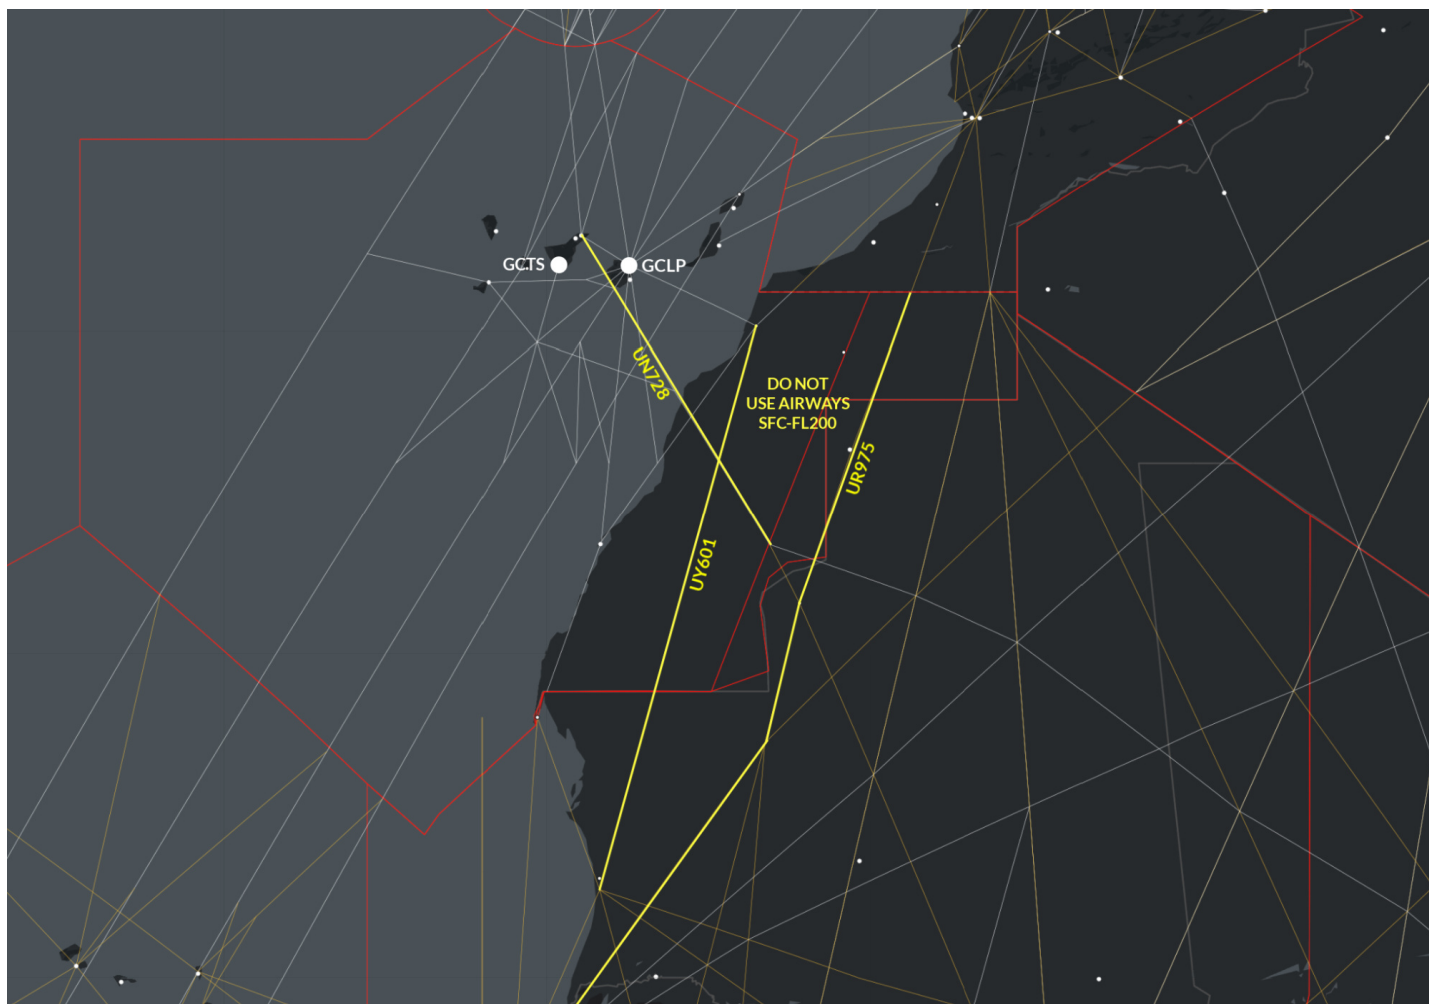 GCTS
GCLP
UN728
DO NOT
USE AIRWAYS
SFC-FL200
UR975
UY601